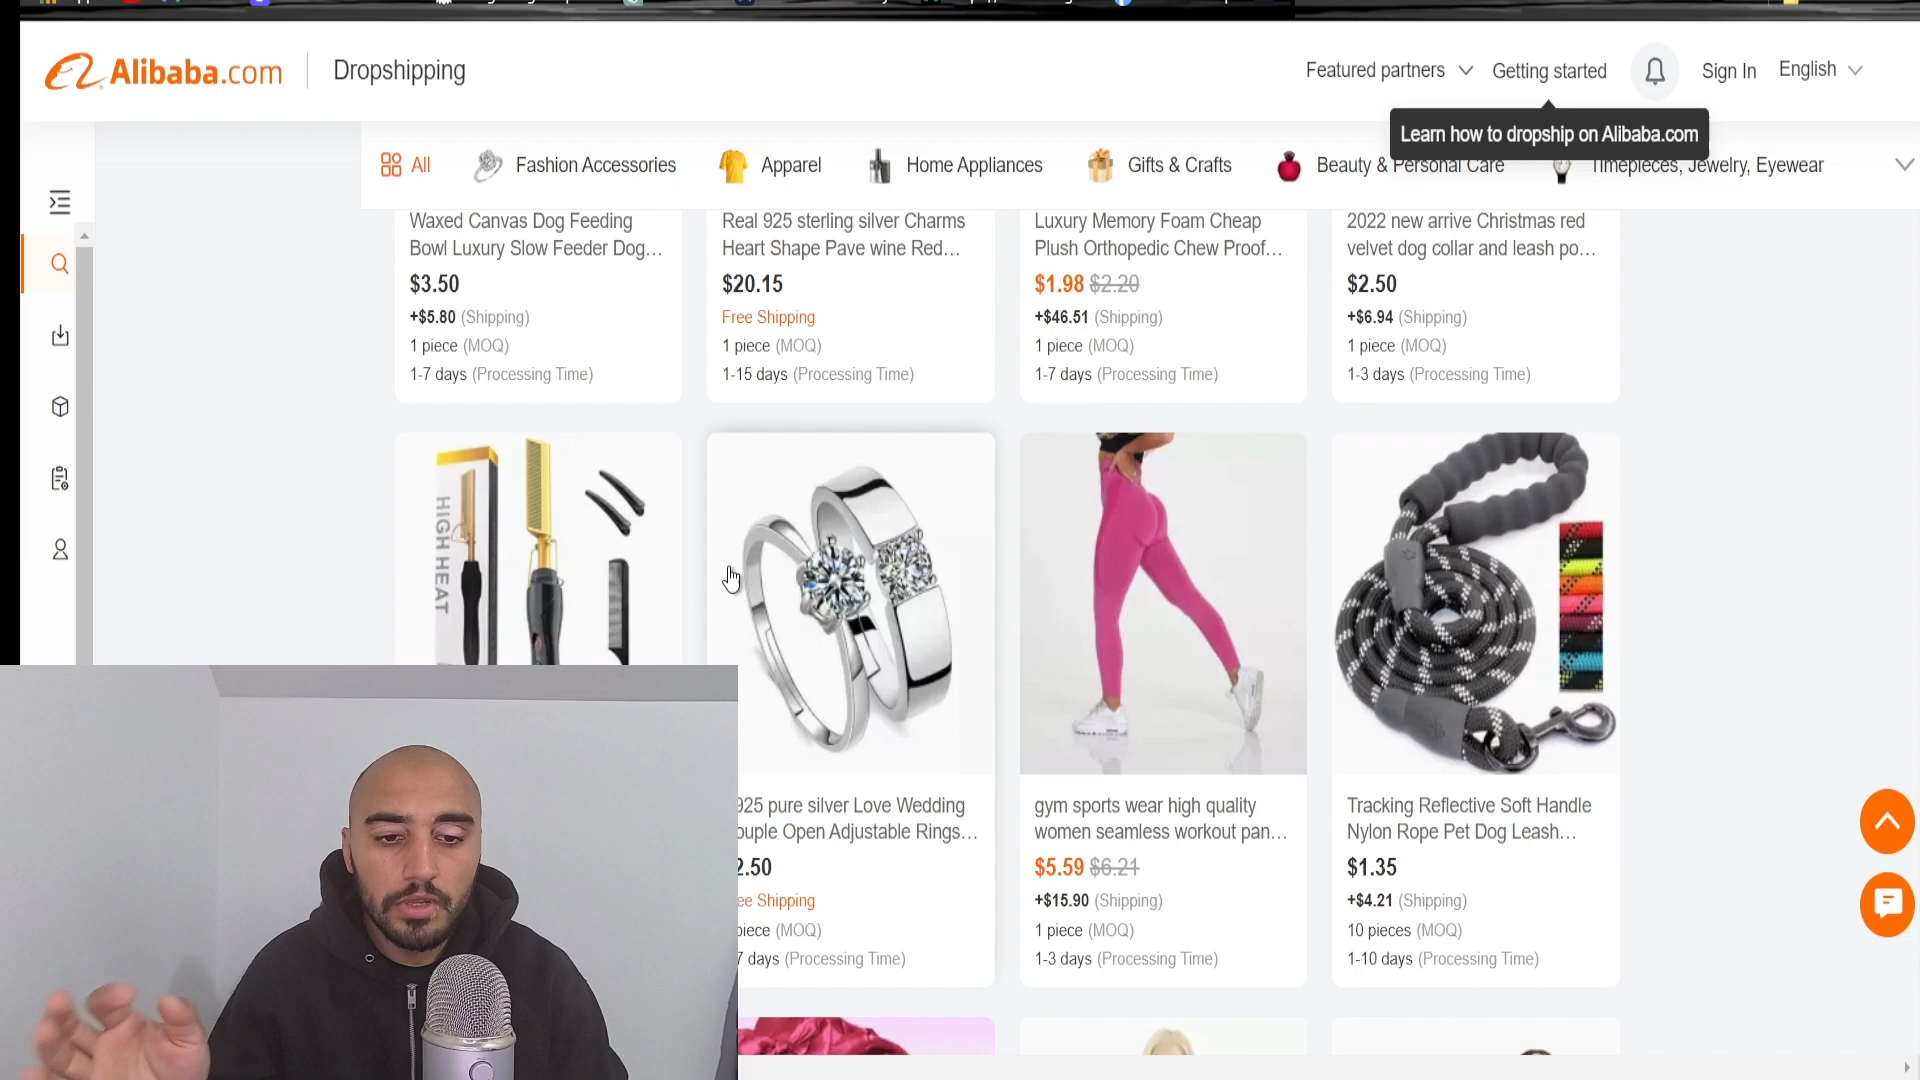 Alibaba.com
Dropshipping
Featured partners
Getting started
Sign In
English
Learn how to dropship on Alibaba.com
All
Fashion Accessories
Apparel
Home Appliances
Gifts & Crafts
Beauty & Personal Care
Timepieces, Jewelry, Eyewear
Waxed Canvas Dog Feeding
Bowl Luxury Slow Feeder Dog...
$3.50
+$5.80 (Shipping)
1 piece (MOQ)
1-7 days (Processing Time)
Real 925 sterling silver Charms
Heart Shape Pave wine Red...
$20.15
Free Shipping
1 piece (MOQ)
1-15 days (Processing Time)
Luxury Memory Foam Cheap
Plush Orthopedic Chew Proof...
$1.98 $2.20
+$46.51 (Shipping)
1 piece (MOQ)
1-7 days (Processing Time)
2022 new arrive Christmas red
velvet dog collar and leash po...
$2.50
+$6.94 (Shipping)
1 piece (MOQ)
1-3 days (Processing Time)
HIGH HEAT
925 pure silver Love Wedding
ouple Open Adjustable Rings...
2.50
ee Shipping
piece (MOQ)
7 days (Processing Time)
gym sports wear high quality
women seamless workout pan...
$5.59 $6.21
+$15.90 (Shipping)
1 piece (MOQ)
1-3 days (Processing Time)
Tracking Reflective Soft Handle
Nylon Rope Pet Dog Leash...
$1.35
+$4.21 (Shipping)
10 pieces (MOQ)
1-10 days (Processing Time)